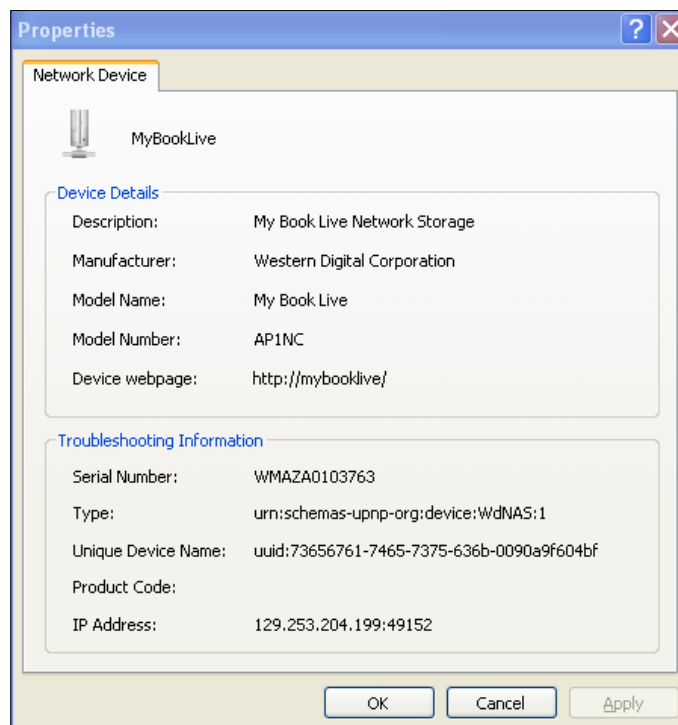 Properties
Network Device
MyBookLive
Device Details
Description: My Book Live Network Storage
Manufacturer: Western Digital Corporation
Model Name: My Book Live
Model Number: AP1NC
Device webpage: http://mybooklive/
Troubleshooting Information
Serial Number: WMAZA0103763
Type: urn:schemas-upnp-org:device:WdNAS:1
Unique Device Name: uuid:73656761-7465-7375-636b-0090a9f604bf
Product Code:
IP Address: 129.253.204.199:49152
OK Cancel Apply